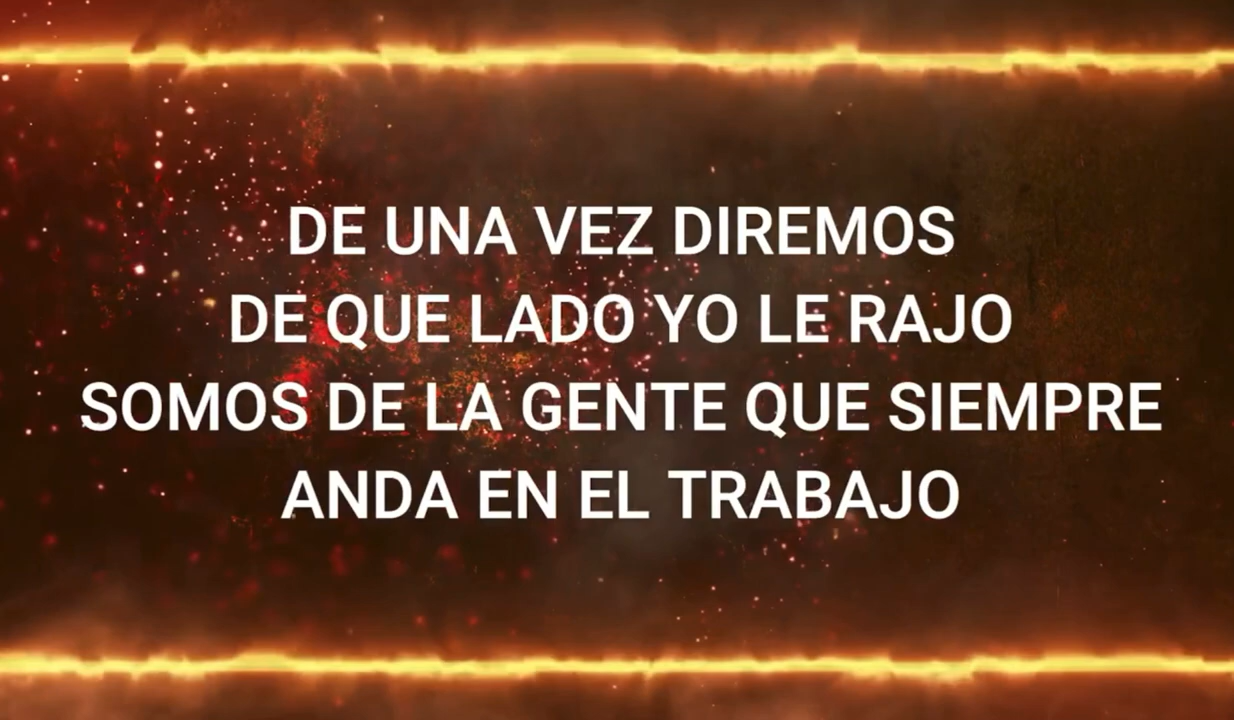 DE UNA VEZ DIREMOS
DE QUE LADO YO LE RAJO
SOMOS DE LA GENTE QUE SIEMPRE
ANDA EN EL TRABAJO